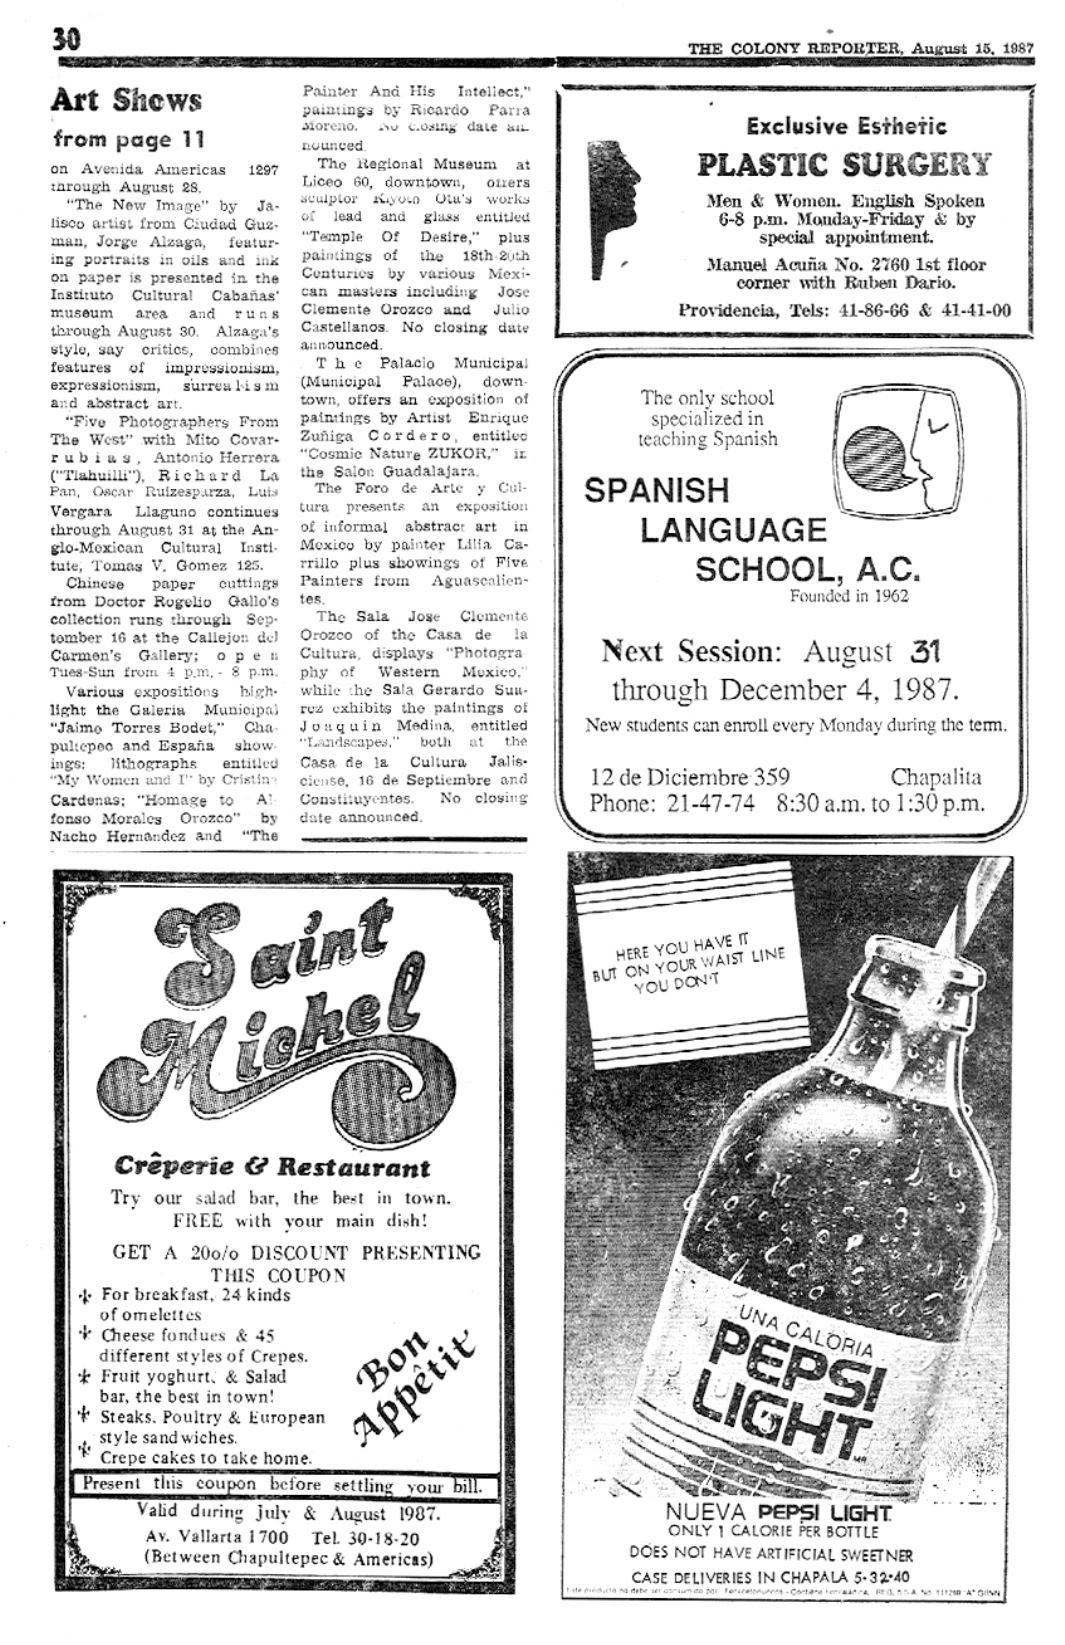 30
THE COLONY REPORTER, August 15, 1987
Art Shows
from page 11
on Avenida Americas 1297
through August 28.
"The New Image" by Ja-
lisco artist from Ciudad Guz-
man, Jorge Alzaga, featur-
ing portraits in oils and ink
on paper is presented in the
Instituto Cultural Cabañas'
museum area and runs
through August 30. Alzaga's
style, say critics, combines
features of impressionism,
expressionism, surrealism
and abstract art.
"Five Photographers From
The West" with Mito Covar-
rubias, Antonio Herrera
("Tlahuilli"), Richard La
Pan, Oscar Ruizesparza, Luis
Vergara Llaguno continues
through August 31 at the An-
glo-Mexican Cultural Insti-
tute, Tomas V. Gomez 125.
Chinese paper cuttings
from Doctor Rogelio Gallo's
collection runs through Sep-
tember 16 at the Callejon del
Carmen's Gallery; open
Tues-Sun from 4 p.m. - 8 p.m.
Various expositions high-
light the Galeria Municipal
"Jaime Torres Bodet," Cha-
pultepec and España show-
ings: lithographs entitled
"My Women and I" by Cristina
Cardenas; "Homage to Al-
fonso Morales Orozco" by
Nacho Hernandez and "The
Painter And His Intellect,"
paintings by Ricardo Parra
Moreno. No closing date an-
nounced.
The Regional Museum at
Liceo 60, downtown, offers
sculptor Kiyoto Ota's works
of lead and glass entitled
"Temple Of Desire," plus
paintings of the 18th-20th
Centuries by various Mexi-
can masters including Jose
Clemente Orozco and Julio
Castellanos. No closing date
announced.
The Palacio Municipal
(Municipal Palace), down-
town, offers an exposition of
paintings by Artist Enrique
Zuñiga Cordero, entitled
"Cosmic Nature ZUKOR," in
the Salon Guadalajara.
The Foro de Arte y Cul-
tura presents an exposition
of informal abstract art in
Mexico by painter Lilia Ca-
rrillo plus showings of Five
Painters from Aguascalien-
tes.
The Sala Jose Clemente
Orozco of the Casa de la
Cultura, displays "Photogra
phy of Western Mexico,"
while the Sala Gerardo Sua-
rez exhibits the paintings of
Joaquin Medina, entitled
"Landscapes," both at the
Casa de la Cultura Jalis-
ciense, 16 de Septiembre and
Constituyentes. No closing
date announced.
Exclusive Esthetic
PLASTIC SURGERY
Men & Women. English Spoken
6-8 p.m. Monday-Friday & by
special appointment.
Manuel Acuña No. 2760 1st floor
corner with Ruben Dario.
Providencia, Tels: 41-86-66 & 41-41-00
The only school
specialized in
teaching Spanish
SPANISH
LANGUAGE
SCHOOL, A.C.
Founded in 1962
Next Session: August 31
through December 4, 1987.
New students can enroll every Monday during the term.
12 de Diciembre 359 Chapalita
Phone: 21-47-74 8:30 a.m. to 1:30 p.m.
Saint
Michel
Crêperie & Restaurant
Try our salad bar, the best in town.
FREE with your main dish!
GET A 20o/o DISCOUNT PRESENTING
THIS COUPON
For breakfast, 24 kinds
of omelettes
Cheese fondues & 45
different styles of Crepes.
Fruit yoghurt, & Salad
bar, the best in town!
Steaks, Poultry & European
style sandwiches.
Crepe cakes to take home.
Bon
Appêtit
Present this coupon before settling your bill.
Valid during july & August 1987.
Av. Vallarta 1700 Tel. 30-18-20
(Between Chapultepec & Americas)
HERE YOU HAVE IT
BUT ON YOUR WAIST LINE
YOU DON'T
UNA CALORIA
PEPSI
LIGHT
MR
NUEVA PEPSI LIGHT
ONLY 1 CALORIE PER BOTTLE
DOES NOT HAVE ARTIFICIAL SWEETNER
CASE DELIVERIES IN CHAPALA 5-32-40
Este producto no debe ser consumido por